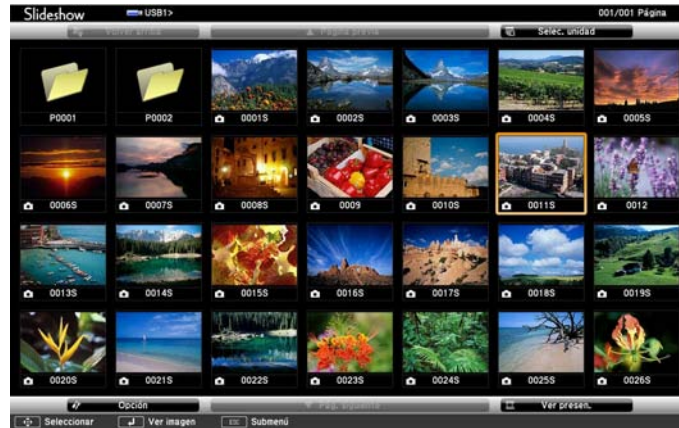 Slideshow USB1> 001/001 Página
Volver arriba Página previa Selec. unidad
P0001 P0002 0001S 0002S 0003S 0004S 0005S
0006S 0007S 0008S 0009 0010S 0011S 0012
0013S 0014S 0015S 0016S 0017S 0018S 0019S
0020S 0021S 0022S 0023S 0024S 0025S 0026S
Opción Pág. siguiente Ver presen.
Seleccionar Ver imagen ESC Submenú